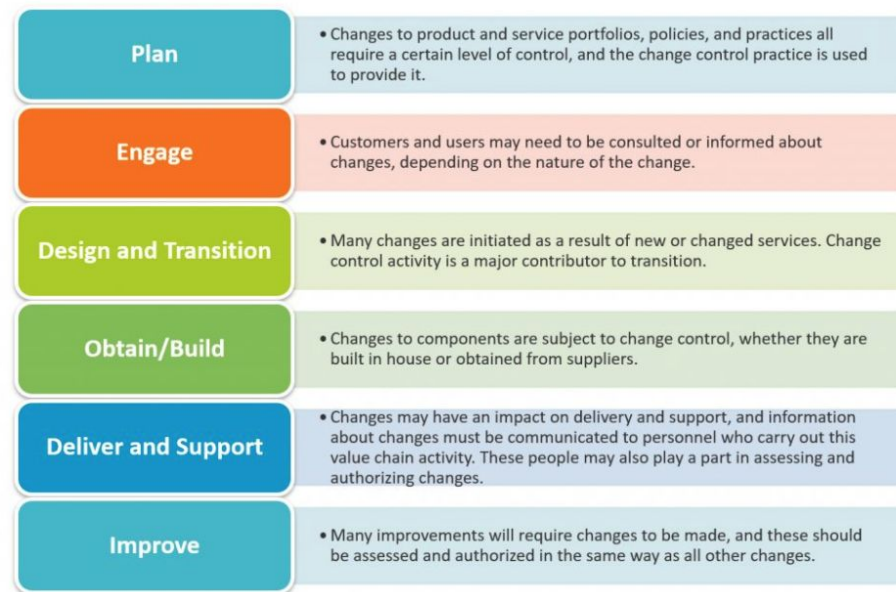 Plan
• Changes to product and service portfolios, policies, and practices all
require a certain level of control, and the change control practice is used
to provide it.
Engage
• Customers and users may need to be consulted or informed about
changes, depending on the nature of the change.
Design and Transition
• Many changes are initiated as a result of new or changed services. Change
control activity is a major contributor to transition.
Obtain/Build
• Changes to components are subject to change control, whether they are
built in house or obtained from suppliers.
Deliver and Support
• Changes may have an impact on delivery and support, and information
about changes must be communicated to personnel who carry out this
value chain activity. These people may also play a part in assessing and
authorizing changes.
Improve
• Many improvements will require changes to be made, and these should
be assessed and authorized in the same way as all other changes.